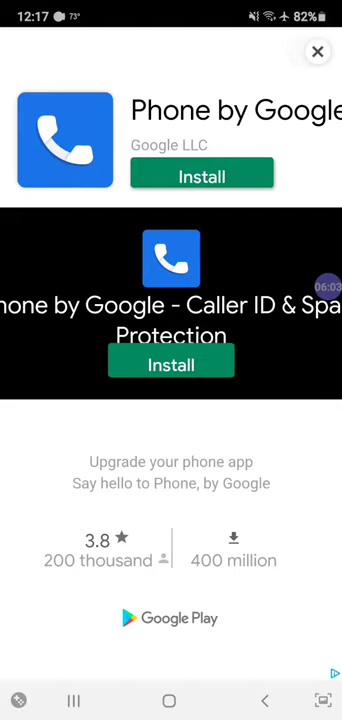 12:17 73° 82%
Phone by Google
Google LLC
Install
hone by Google - Caller ID & Spa
Protection
Install
06:03
Upgrade your phone app
Say hello to Phone, by Google
3.8
200 thousand
400 million
Google Play